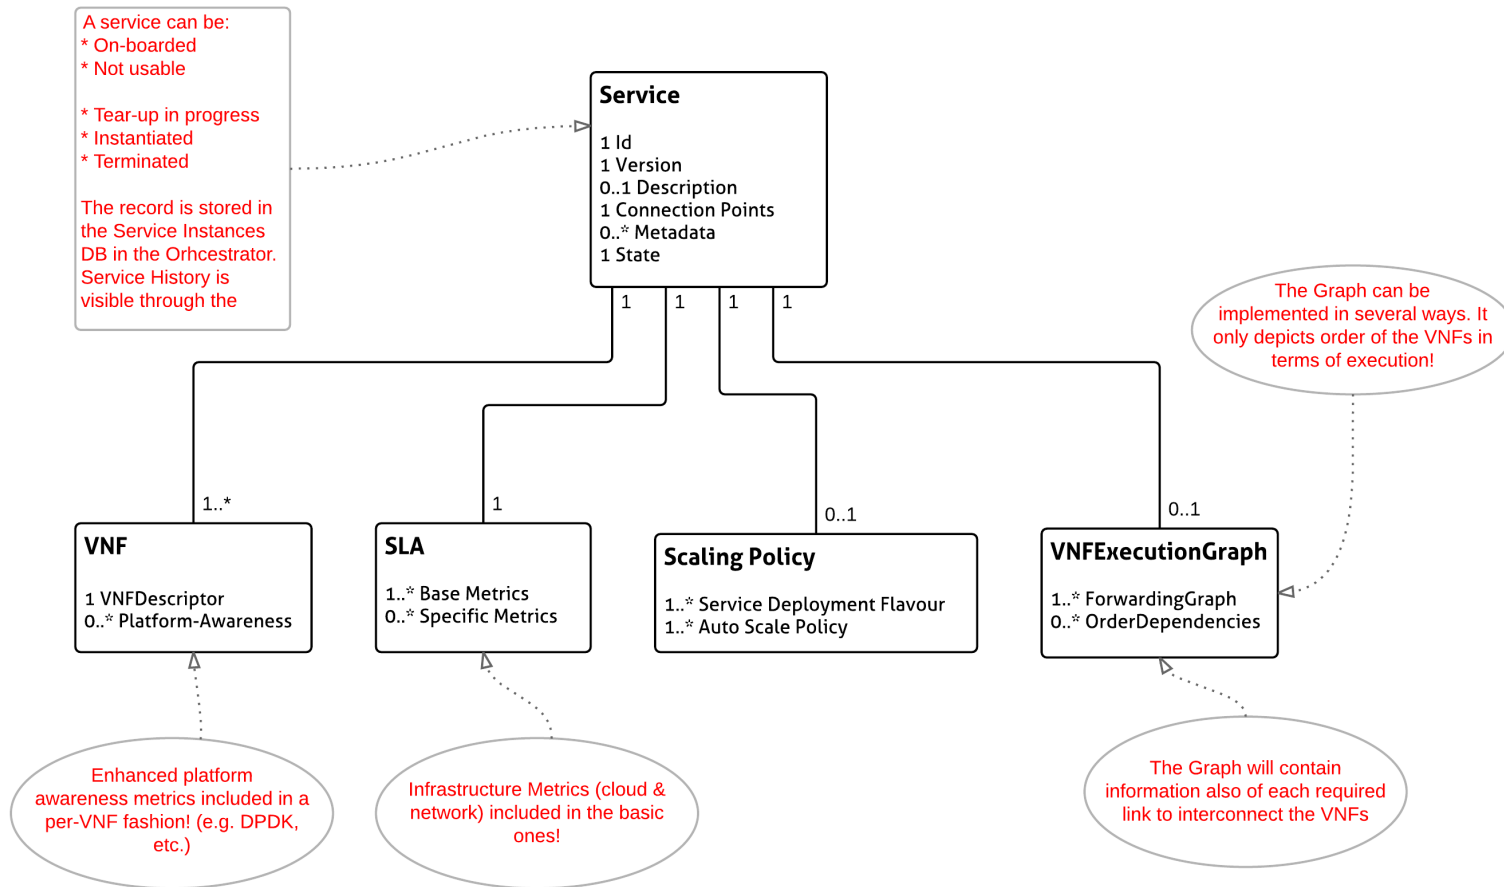 A service can be:
* On-boarded
* Not usable
* Tear-up in progress
* Instantiated
* Terminated
The record is stored in
the Service Instances
DB in the Orhcestrator.
Service History is
visible through the
Service
1 Id
1 Version
0..1 Description
1 Connection Points
0..* Metadata
1 State
1
1
1
1
The Graph can be
implemented in several ways. It
only depicts order of the VNFs in
terms of execution!
1..*
1
0..1
0..1
VNF
1 VNFDescriptor
0..* Platform-Awareness
SLA
1..* Base Metrics
0..* Specific Metrics
Scaling Policy
1..* Service Deployment Flavour
1..* Auto Scale Policy
VNFExecutionGraph
1..* ForwardingGraph
0..* OrderDependencies
Enhanced platform
awareness metrics included in a
per-VNF fashion! (e.g. DPDK,
etc.)
Infrastructure Metrics (cloud &
network) included in the basic
ones!
The Graph will contain
information also of each required
link to interconnect the VNFs